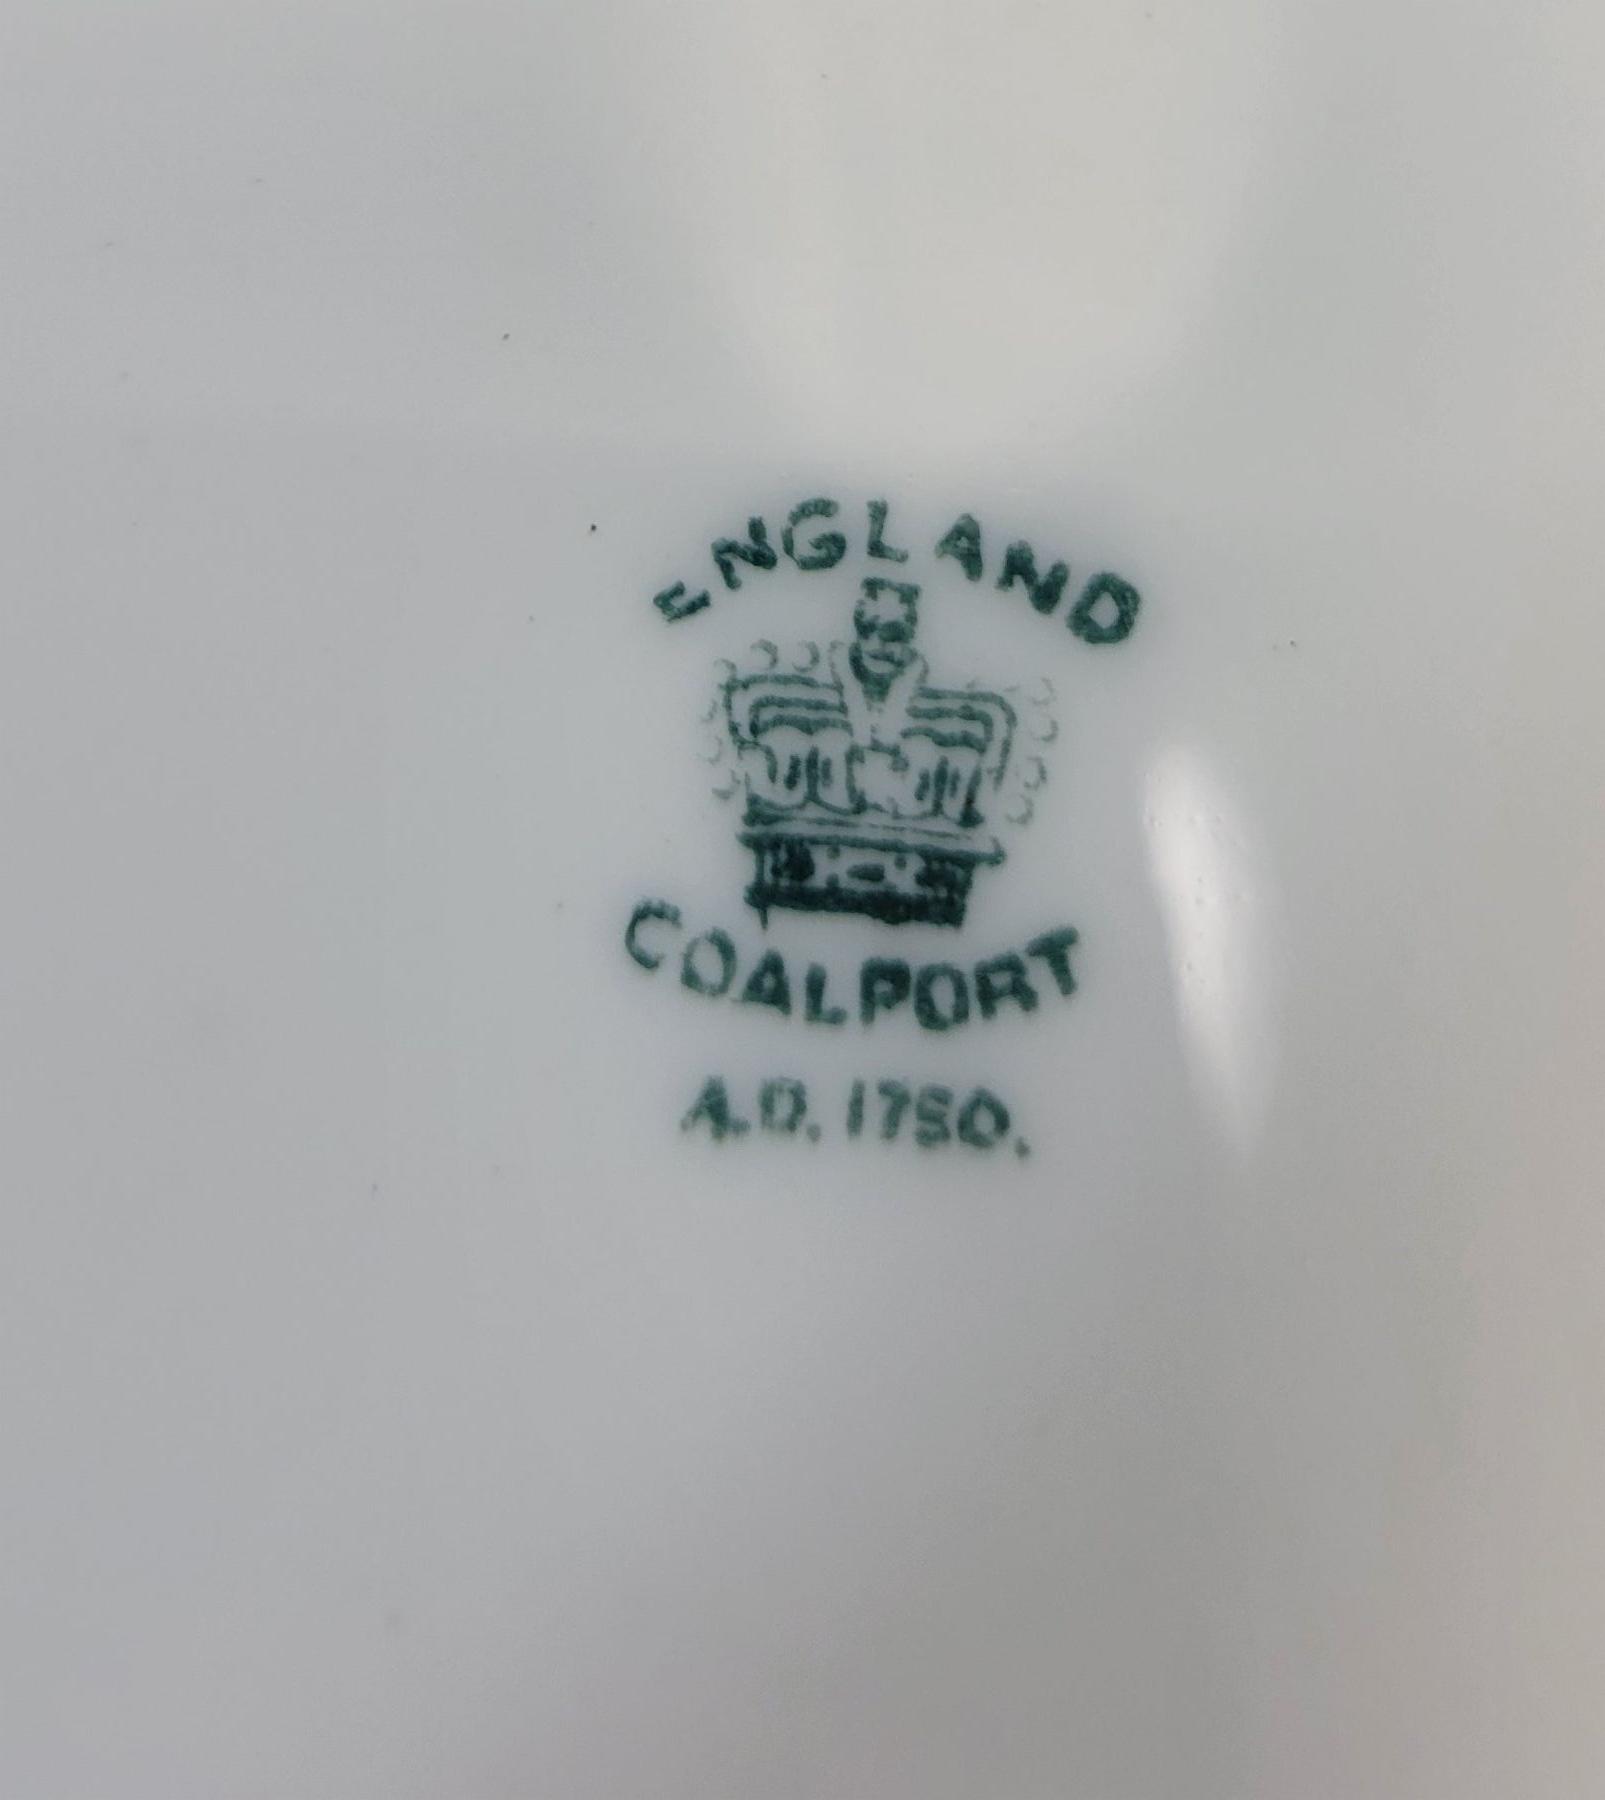 ENGLAND
COALPORT
A.D. 1750.